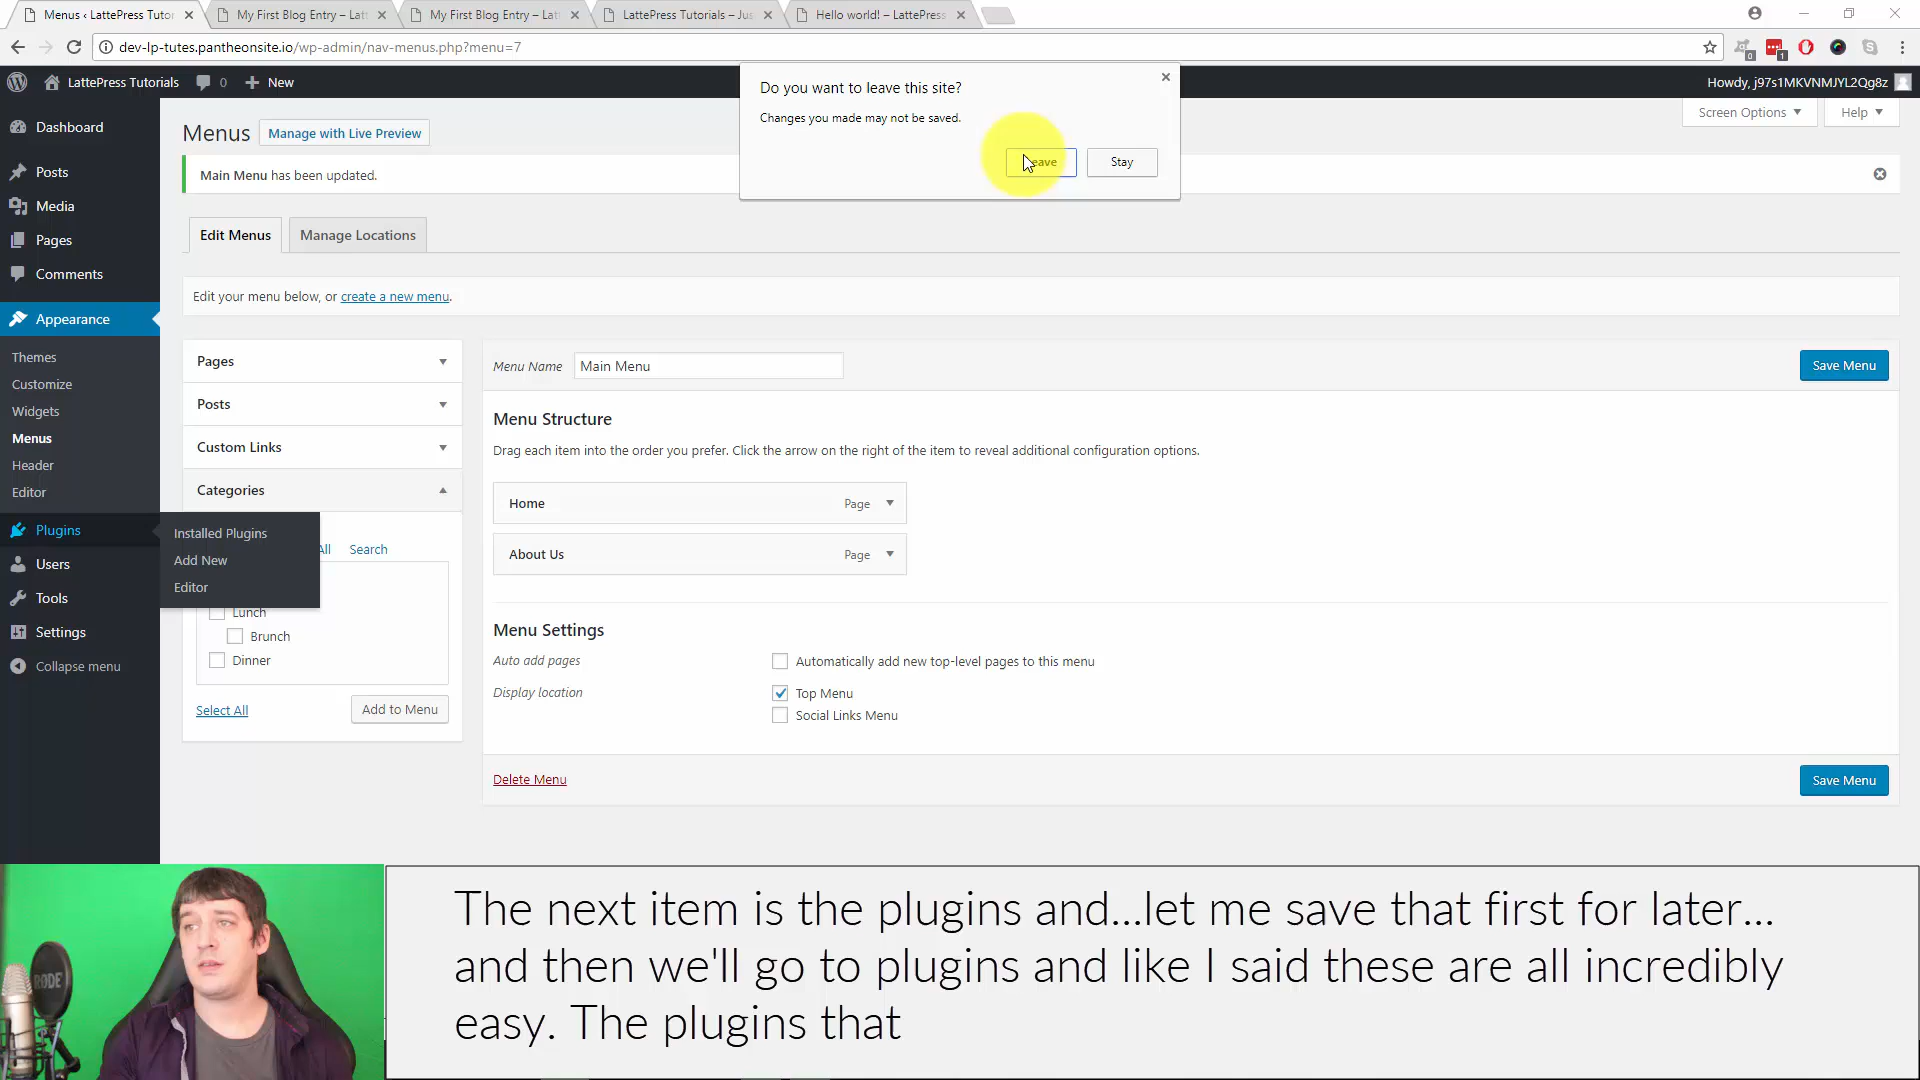 Menus ‹ LattePress Tutor
My First Blog Entry – Latt
My First Blog Entry – Latt
LattePress Tutorials – Jus
Hello world! – LattePress
dev-lp-tutes.pantheonsite.io/wp-admin/nav-menus.php?menu=7
0
1
LattePress Tutorials
0
New
Howdy, j97s1MKVNMJYL2Qg8z
Do you want to leave this site?
Changes you made may not be saved.
Stay
Screen Options
Help
Dashboard
Posts
Media
Pages
Comments
Appearance
Themes
Customize
Widgets
Menus
Header
Editor
Plugins
Users
Tools
Settings
Collapse menu
Installed Plugins
Add New
Editor
Menus
Manage with Live Preview
Main Menu has been updated.
Edit Menus
Manage Locations
Edit your menu below, or create a new menu.
Pages
Posts
Custom Links
Categories
All
Search
Lunch
Brunch
Dinner
Select All
Add to Menu
Menu Name
Main Menu
Save Menu
Menu Structure
Drag each item into the order you prefer. Click the arrow on the right of the item to reveal additional configuration options.
Home
Page
About Us
Page
Menu Settings
Auto add pages
Automatically add new top-level pages to this menu
Display location
Top Menu
Social Links Menu
Delete Menu
Save Menu
RODE
The next item is the plugins and...let me save that first for later...
and then we'll go to plugins and like I said these are all incredibly
easy. The plugins that